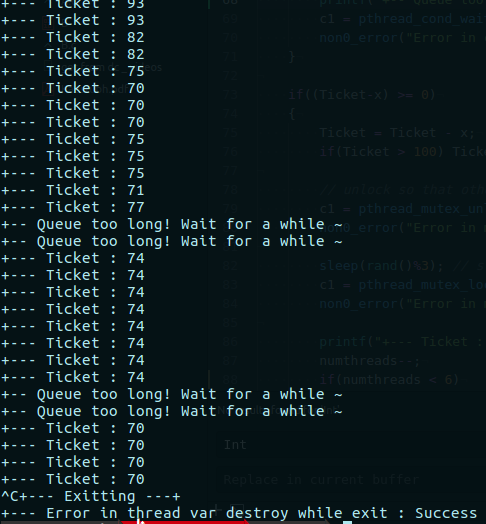 +--- Ticket : 93
+--- Ticket : 93
+--- Ticket : 82
+--- Ticket : 82
+--- Ticket : 75
+--- Ticket : 70
+--- Ticket : 70
+--- Ticket : 70
+--- Ticket : 75
+--- Ticket : 75
+--- Ticket : 75
+--- Ticket : 71
+--- Ticket : 77
+-- Queue too long! Wait for a while ~
+-- Queue too long! Wait for a while ~
+--- Ticket : 74
+--- Ticket : 74
+--- Ticket : 74
+--- Ticket : 74
+--- Ticket : 74
+--- Ticket : 74
+--- Ticket : 74
+--- Ticket : 74
+-- Queue too long! Wait for a while ~
+-- Queue too long! Wait for a while ~
+--- Ticket : 70
+--- Ticket : 70
+--- Ticket : 70
+--- Ticket : 70
^C+--- Exitting ---+
+--- Error in thread var destroy while exit : Success
printf("+-- Queue too
c1 = pthread_cond_wai
non0_error("Error in
71 }
72
if((Ticket-x) >= 0)
{
75 Ticket = Ticket - x;
if(Ticket > 100) Tick
// unlock so that oth
c1 = pthread_mutex_un
non0_error("Error in
82 sleep(rand()%3); //
c1 = pthread_mutex_lo
84 non0_error("Error in
85
printf("+--- Ticket :
numthreads--;
if(numthreads < 6)
Int
Replace in current buffer